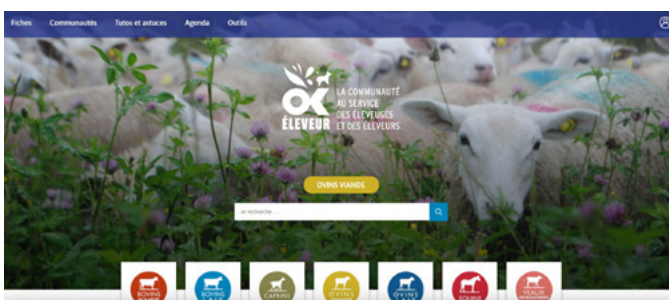 Fiches Communautés Tutos et astuces Agenda Outils
OK
ÉLEVEUR
LA COMMUNAUTÉ
AU SERVICE
DES ÉLEVEUSES
ET DES ÉLEVEURS
OVINS VIANDE
Je recherche ...
BOVINS
BOVINS
CAPRINS
OVINS
OVINS
EQUINS
VEAUX